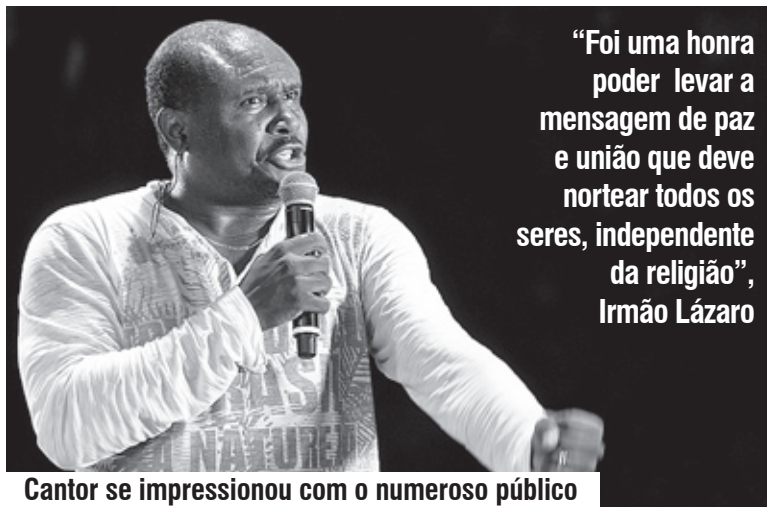 “Foi uma honra
poder levar a
mensagem de paz
e união que deve
nortear todos os
seres, independente
da religião”,
Irmão Lázaro
A NATUREZA
Cantor se impressionou com o numeroso público